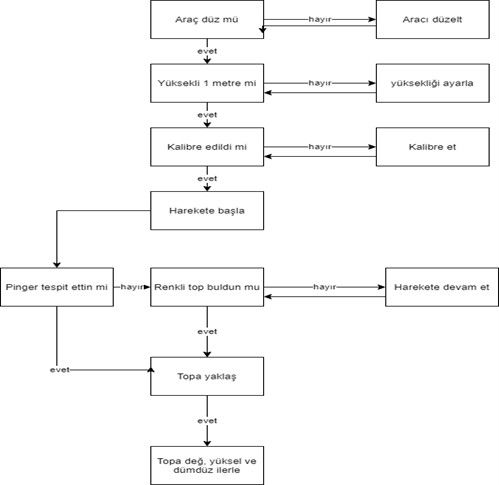 Araç düz mü
hayır
Aracı düzelt
evet
Yüksekli 1 metre mi
hayır
yüksekliği ayarla
evet
Kalibre edildi mi
hayır
Kalibre et
evet
Harekete başla
Pinger tespit ettin mi
hayır
Renkli top buldun mu
hayır
Harekete devam et
evet
evet
Topa yaklaş
evet
Topa değ, yüksel ve
dümdüz ilerle